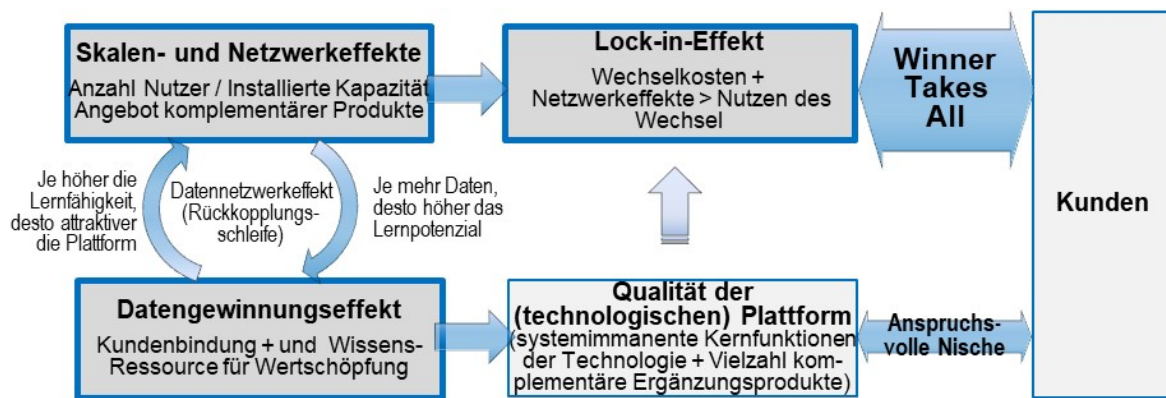 Skalen- und Netzwerkeffekte
Anzahl Nutzer / Installierte Kapazität
Angebot komplementärer Produkte
Lock-in-Effekt
Wechselkosten +
Netzwerkeffekte > Nutzen des
Wechsel
Winner
Takes
All
Kunden
Je höher die
Lernfähigkeit,
desto attraktiver
die Plattform
Datennetzwerkeffekt
(Rückkopplungs-
schleife)
Je mehr Daten,
desto höher das
Lernpotenzial
Datengewinnungseffekt
Kundenbindung + und Wissens-
Ressource für Wertschöpfung
Qualität der
(technologischen) Plattform
(systemimmanente Kernfunktionen
der Technologie + Vielzahl kom-
plementäre Ergänzungsprodukte)
Anspruchs-
volle Nische